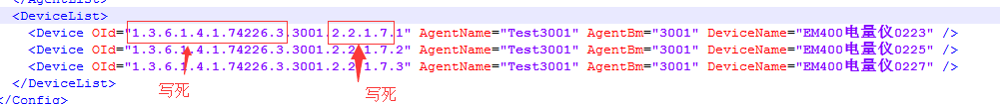 </AgentList>
<DeviceList>
<Device OId="1.3.6.1.4.1.74226.3.3001.2.2.1.7.1" AgentName="Test3001" AgentBm="3001" DeviceName="EM400电量仪0223" />
<Device OId="1.3.6.1.4.1.74226.3.3001.2.2.1.7.2" AgentName="Test3001" AgentBm="3001" DeviceName="EM400电量仪0225" />
<Device OId="1.3.6.1.4.1.74226.3.3001.2.2.1.7.3" AgentName="Test3001" AgentBm="3001" DeviceName="EM400电量仪0227" />
</DeviceList>
写死
写死
</Config>